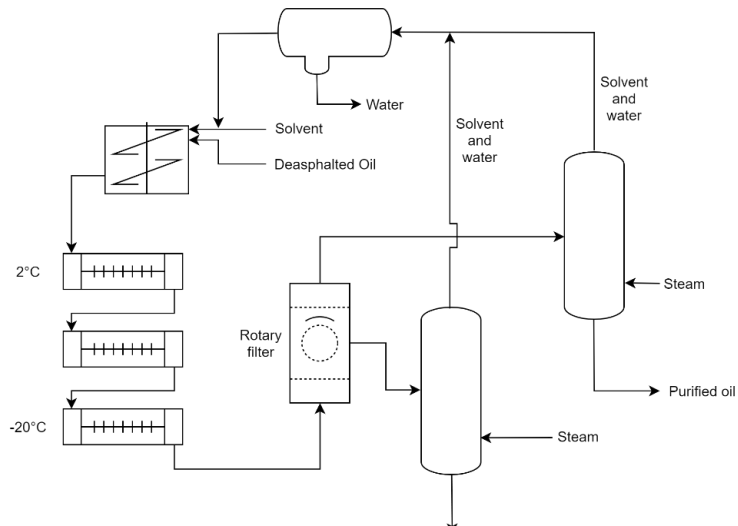 Solvent
and
water
Solvent
and
water
Water
Solvent
Deasphalted Oil
2°C
Steam
Rotary
filter
Purified oil
-20°C
Steam